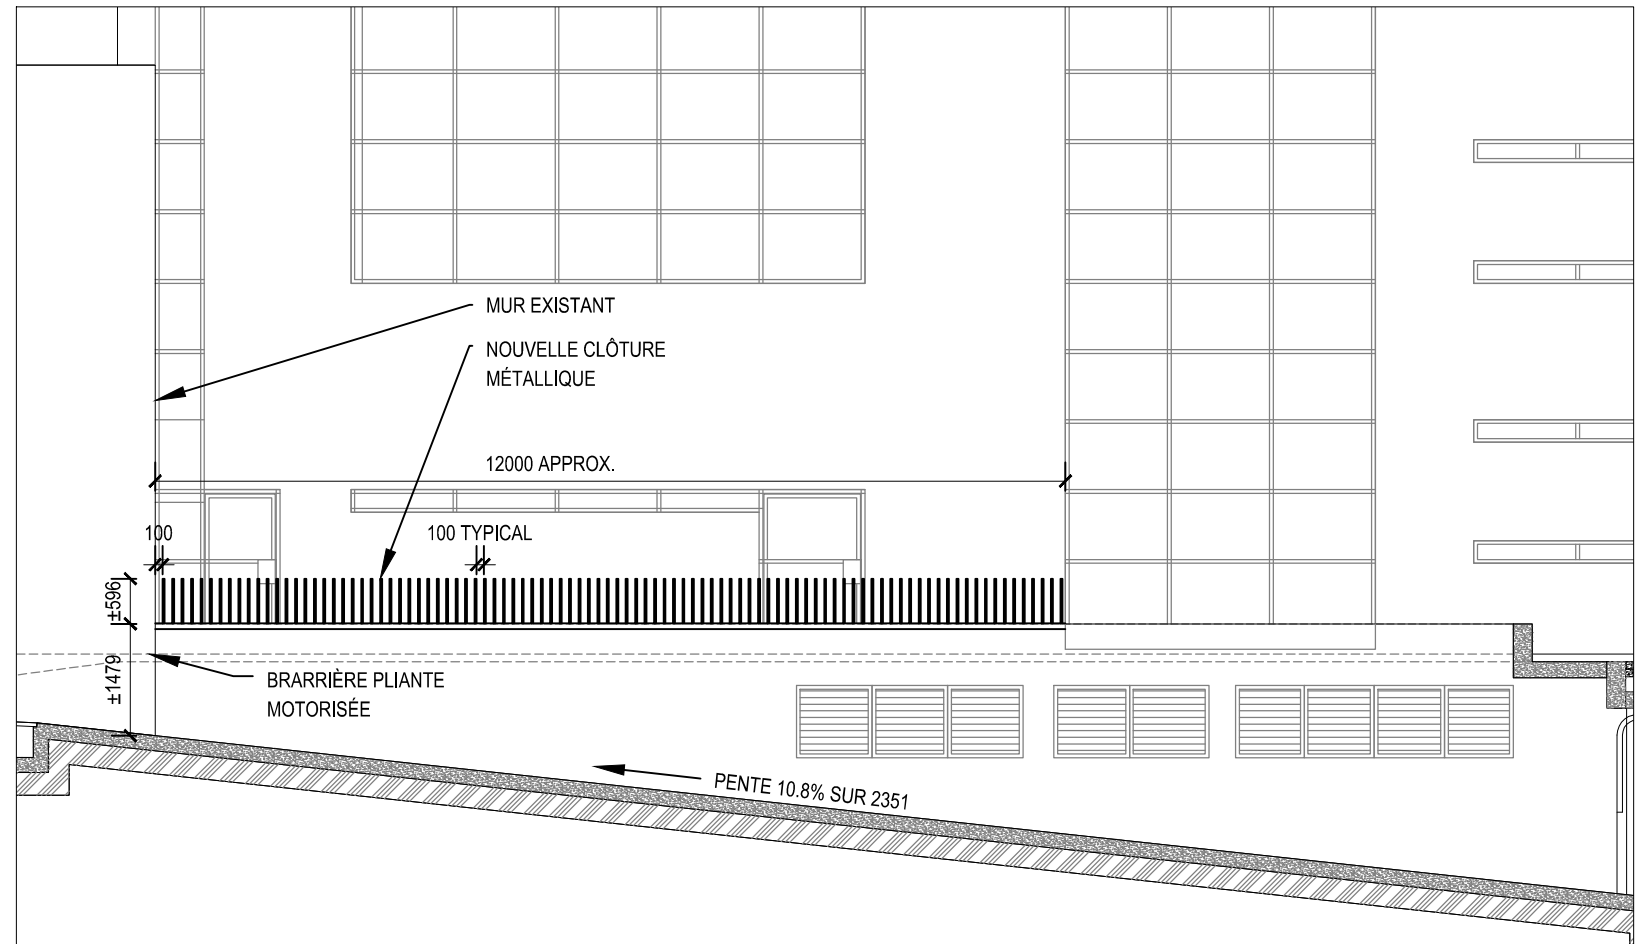 MUR EXISTANT
NOUVELLE CLÔTURE
MÉTALLIQUE
12000 APPROX.
100
100 TYPICAL
±596
±1479
BRARRIÈRE PLIANTE
MOTORISÉE
PENTE 10.8% SUR 2351